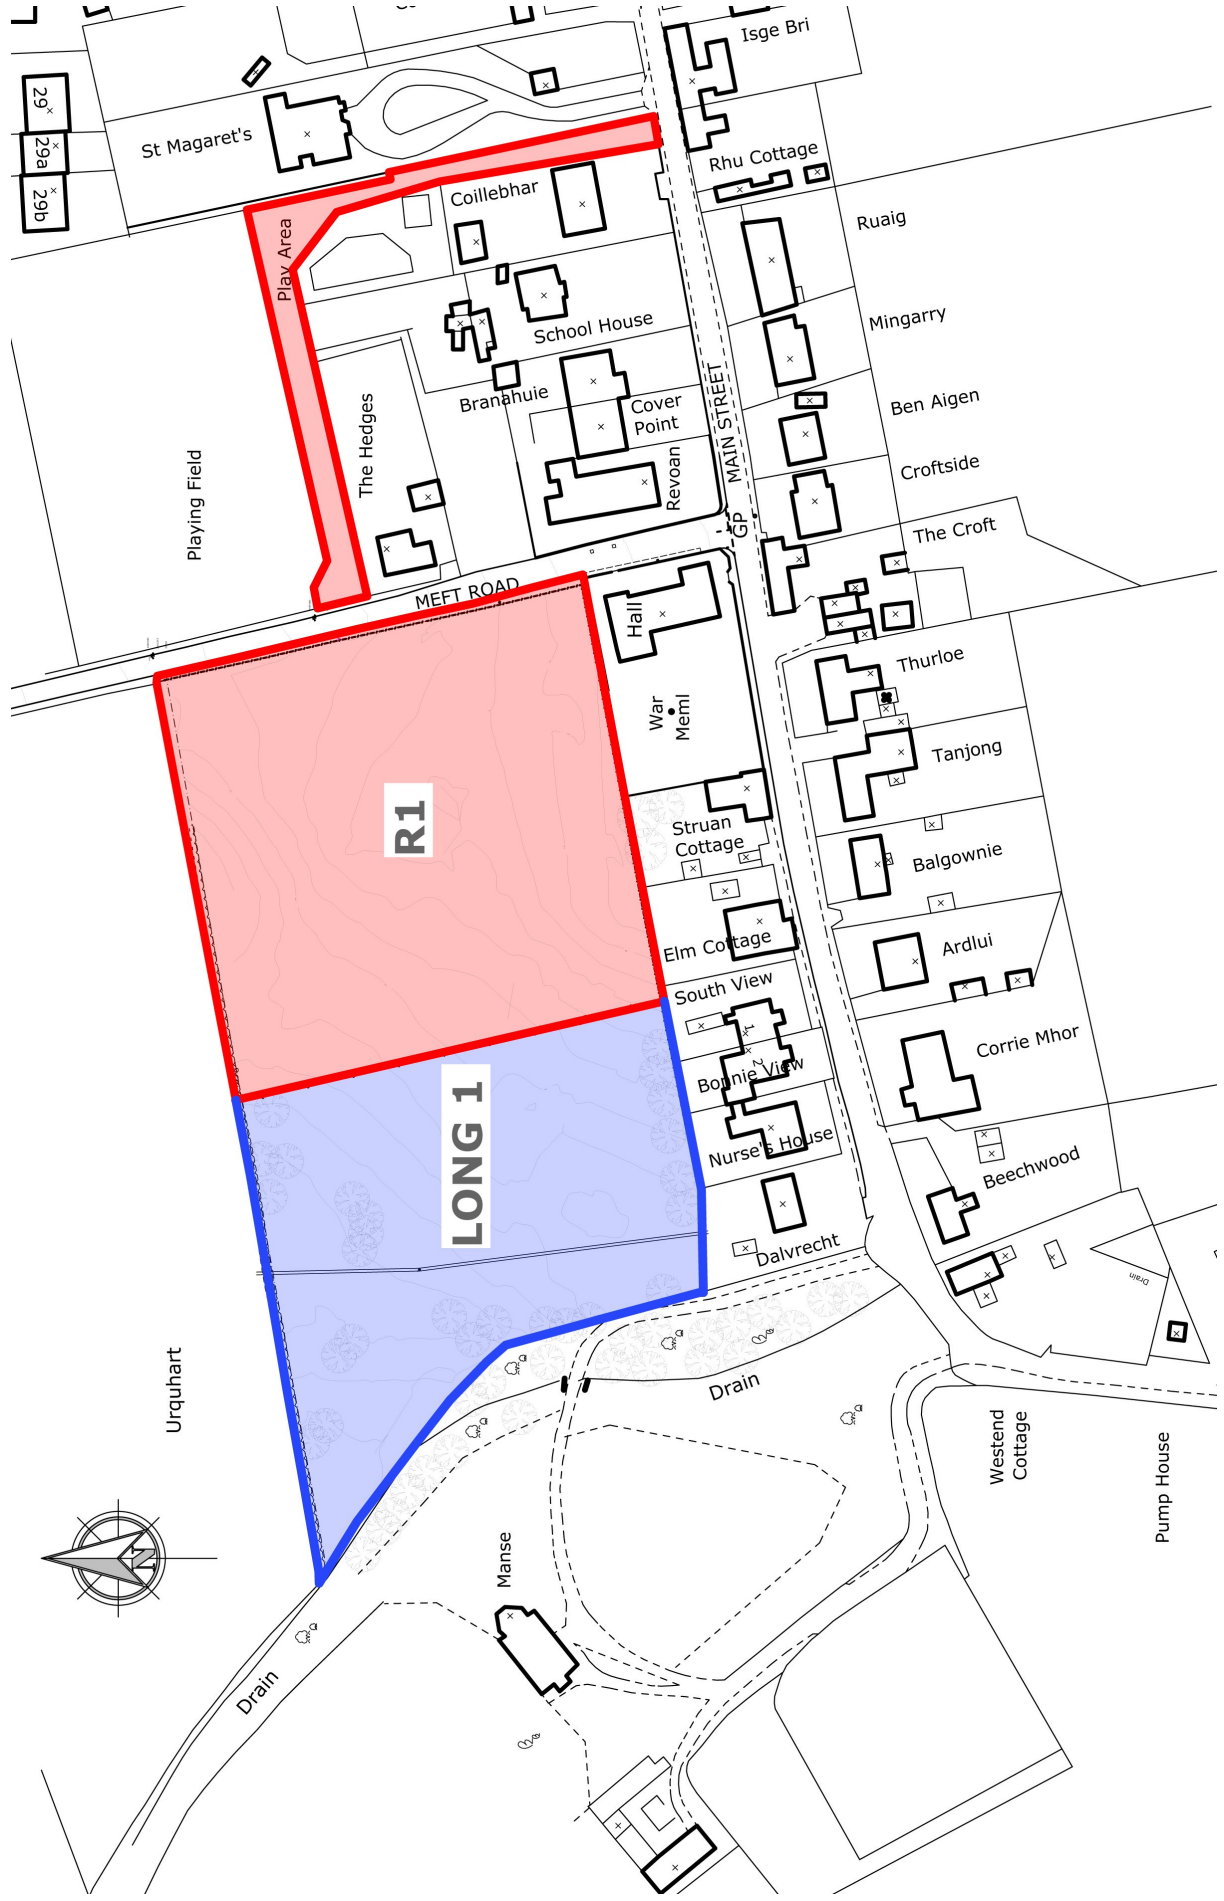 Isge Bri
29
29a
29b
St Magaret's
Rhu Cottage
Coillebhar
Ruaig
Play Area
School House
Mingarry
MAIN STREET
Branahuie
Cover
Point
Ben Aigen
The Hedges
Revoan
Croftside
Playing Field
GP
The Croft
MEFT ROAD
Hall
Thurloe
War
Meml
Tanjong
R1
Struan
Cottage
Balgownie
Elm Cottage
Ardlui
South View
1
2
Corrie Mhor
Bonnie View
LONG 1
Nurse's House
Beechwood
Dalvrecht
Drain
Urquhart
Drain
Westend
Cottage
Pump House
N
Manse
Drain